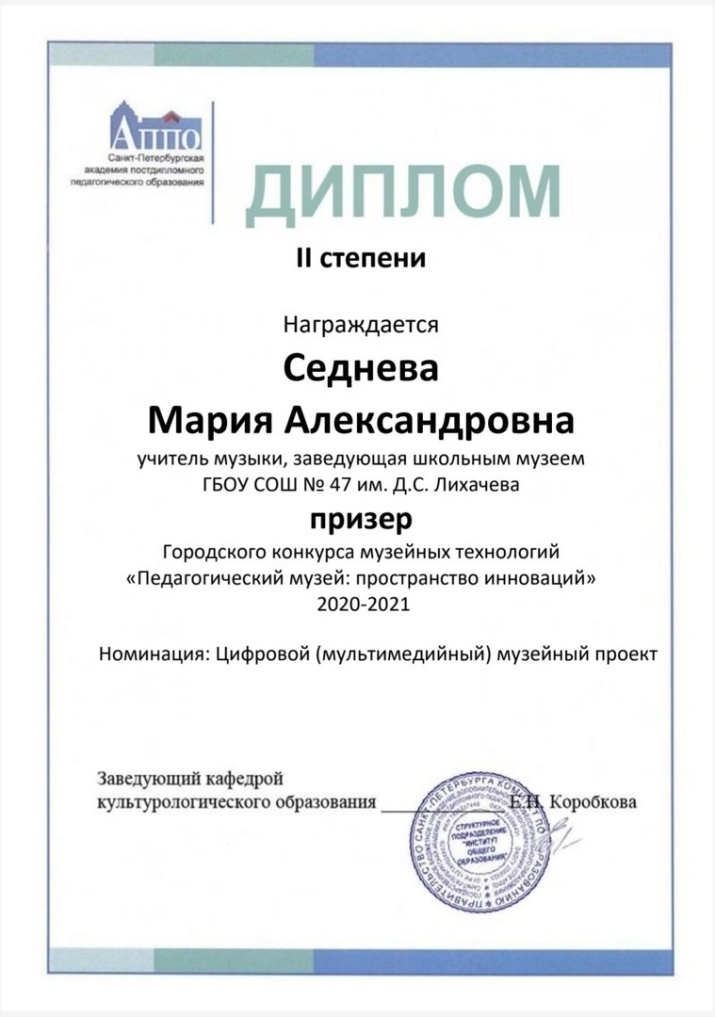 АППО
Санкт-Петербургская
академия постдипломного
педагогического образования
ДИПЛОМ
II степени
Награждается
Седнева
Мария Александровна
учитель музыки, заведующая школьным музеем
ГБОУ СОШ № 47 им. Д.С. Лихачева
призер
Городского конкурса музейных технологий
«Педагогический музей: пространство инноваций»
2020-2021
Номинация: Цифровой (мультимедийный) музейный проект
Заведующий кафедрой
культурологического образования ____________ Е.Н. Коробкова
ПРАВИТЕЛЬСТВО САНКТ-ПЕТЕРБУРГА КОМИТЕТ ПО ОБРАЗОВАНИЮ
СТРУКТУРНОЕ
ПОДРАЗДЕЛЕНИЕ
"ИНСТИТУТ
ОБЩЕГО
ОБРАЗОВАНИЯ"